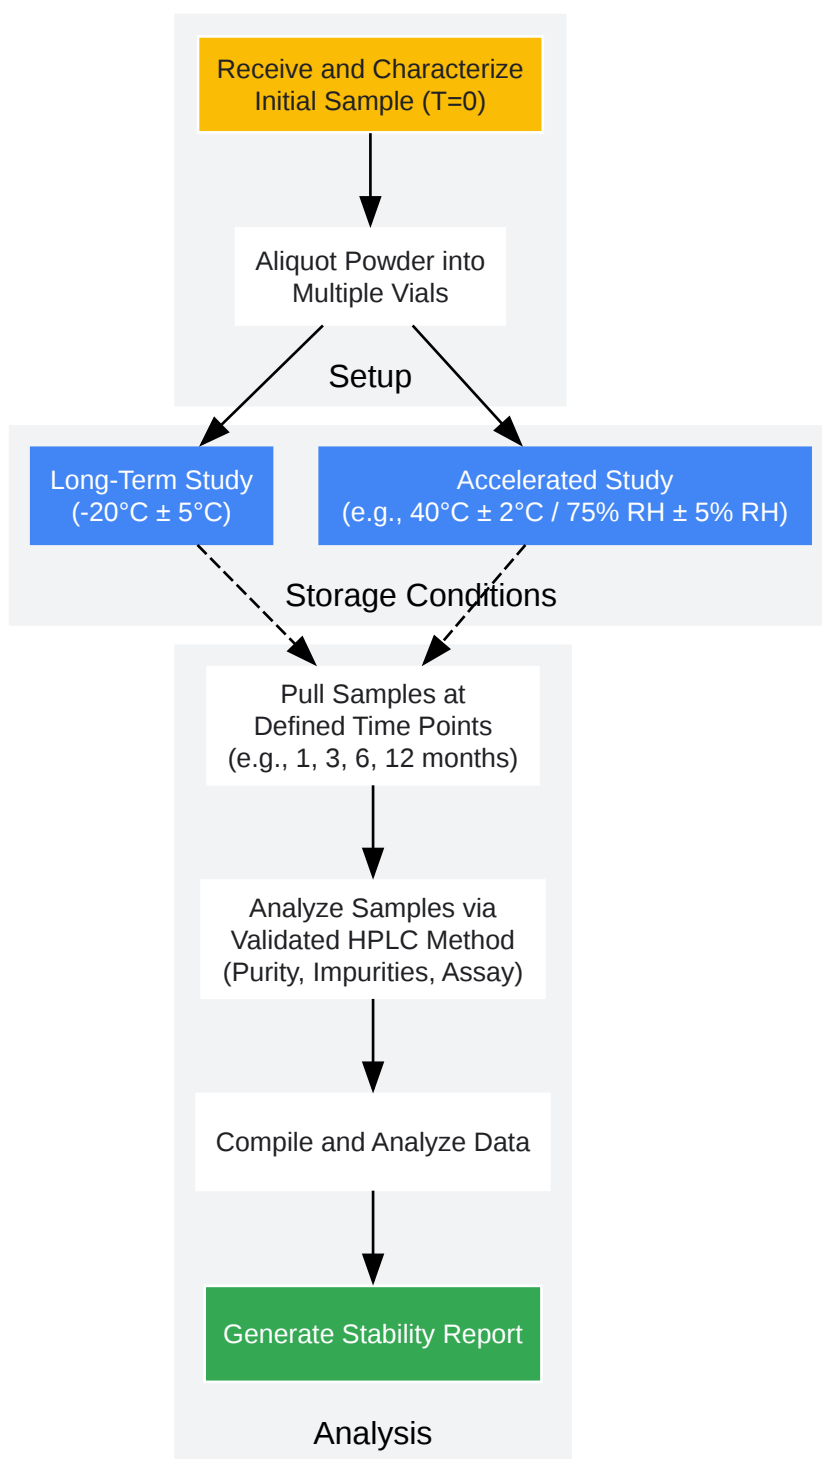 Receive and Characterize
Initial Sample (T=0)
Aliquot Powder into
Multiple Vials
Setup
Long-Term Study
(-20°C ± 5°C)
Accelerated Study
(e.g., 40°C ± 2°C / 75% RH ± 5% RH)
Storage Conditions
Pull Samples at
Defined Time Points
(e.g., 1, 3, 6, 12 months)
Analyze Samples via
Validated HPLC Method
(Purity, Impurities, Assay)
Compile and Analyze Data
Generate Stability Report
Analysis